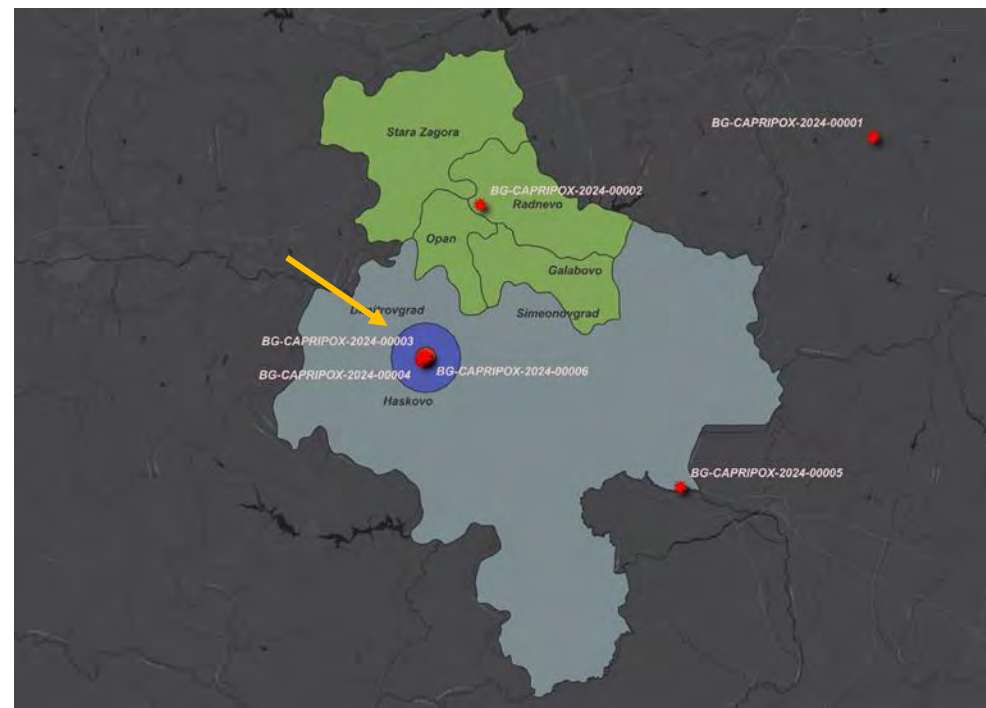 BG-CAPRIPOX-2024-00001
Stara Zagora
BG-CAPRIPOX-2024-00002
Radnevo
Opan
Galabovo
Dimitrovgrad
Simeonovgrad
BG-CAPRIPOX-2024-00003
BG-CAPRIPOX-2024-00004
BG-CAPRIPOX-2024-00006
Haskovo
BG-CAPRIPOX-2024-00005